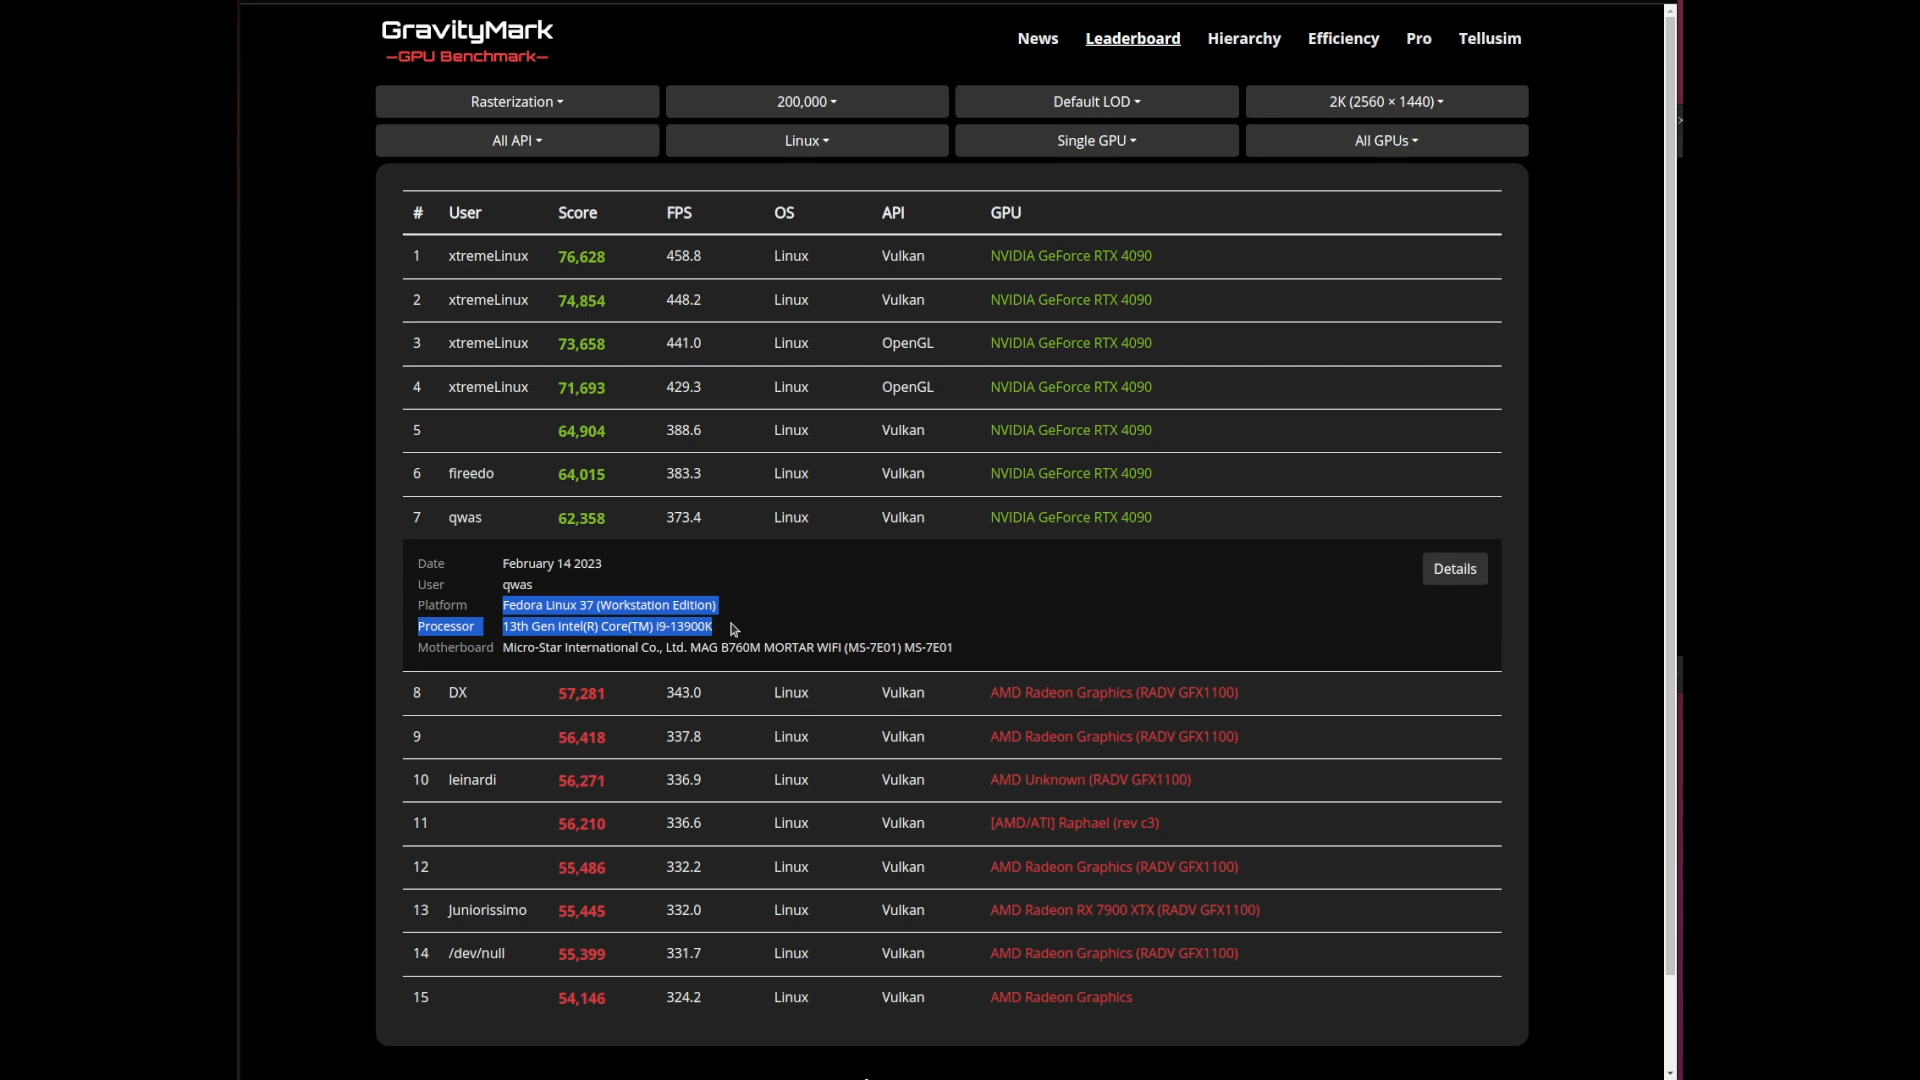 GravityMark
GPU Benchmark
News Leaderboard Hierarchy Efficiency Pro Tellusim
Rasterization 200,000 Default LOD 2K (2560 × 1440)
All API Linux Single GPU All GPUs
# User Score FPS OS API GPU
1 xtremeLinux 76,628 458.8 Linux Vulkan NVIDIA GeForce RTX 4090
2 xtremeLinux 74,854 448.2 Linux Vulkan NVIDIA GeForce RTX 4090
3 xtremeLinux 73,658 441.0 Linux OpenGL NVIDIA GeForce RTX 4090
4 xtremeLinux 71,693 429.3 Linux OpenGL NVIDIA GeForce RTX 4090
5 64,904 388.6 Linux Vulkan NVIDIA GeForce RTX 4090
6 fireedo 64,015 383.3 Linux Vulkan NVIDIA GeForce RTX 4090
7 qwas 62,358 373.4 Linux Vulkan NVIDIA GeForce RTX 4090
Date February 14 2023 Details
User qwas
Platform Fedora Linux 37 (Workstation Edition)
Processor 13th Gen Intel(R) Core(TM) i9-13900K
Motherboard Micro-Star International Co., Ltd. MAG B760M MORTAR WIFI (MS-7E01) MS-7E01
8 DX 57,281 343.0 Linux Vulkan AMD Radeon Graphics (RADV GFX1100)
9 56,418 337.8 Linux Vulkan AMD Radeon Graphics (RADV GFX1100)
10 leinardi 56,271 336.9 Linux Vulkan AMD Unknown (RADV GFX1100)
11 56,210 336.6 Linux Vulkan [AMD/ATI] Raphael (rev c3)
12 55,486 332.2 Linux Vulkan AMD Radeon Graphics (RADV GFX1100)
13 Juniorissimo 55,445 332.0 Linux Vulkan AMD Radeon RX 7900 XTX (RADV GFX1100)
14 /dev/null 55,399 331.7 Linux Vulkan AMD Radeon Graphics (RADV GFX1100)
15 54,146 324.2 Linux Vulkan AMD Radeon Graphics